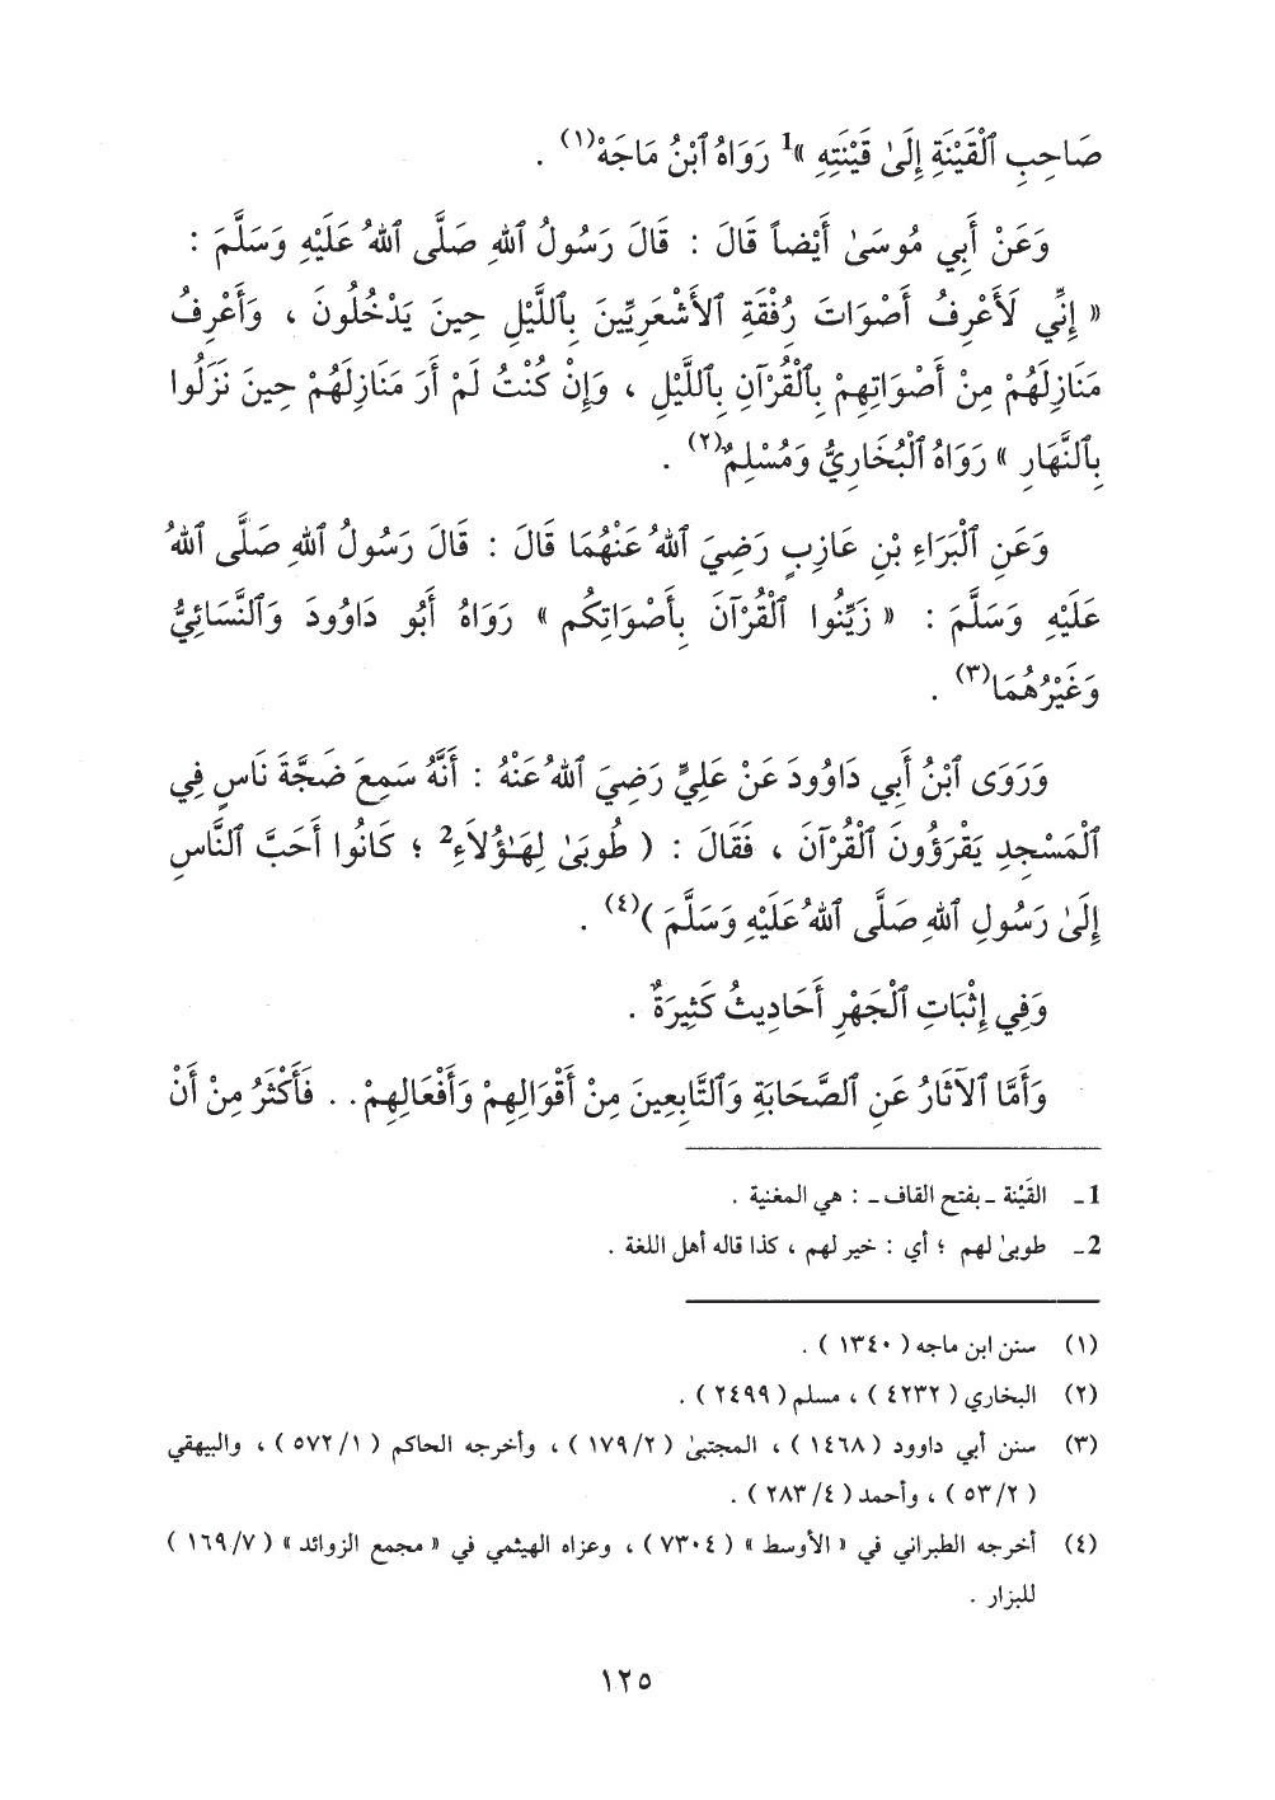 صَاحِبِ ٱلْقَيْنَةِ إِلَىٰ قَيْنَتِهِ »1 رَوَاهُ ٱبْنُ مَاجَهْ(١) .
وَعَنْ أَبِي مُوسَىٰ أَيْضاً قَالَ : قَالَ رَسُولُ ٱللهِ صَلَّى ٱللهُ عَلَيْهِ وَسَلَّمَ :
« إِنِّي لَأَعْرِفُ أَصْوَاتَ رُفْقَةِ ٱلأَشْعَرِيِّينَ بِٱللَّيْلِ حِينَ يَدْخُلُونَ ، وَأَعْرِفُ
مَنَازِلَهُمْ مِنْ أَصْوَاتِهِمْ بِٱلْقُرْآنِ بِٱللَّيْلِ ، وَإِنْ كُنْتُ لَمْ أَرَ مَنَازِلَهُمْ حِينَ نَزَلُوا
بِٱلنَّهَارِ » رَوَاهُ ٱلْبُخَارِيُّ وَمُسْلِمٌ(٢) .
وَعَنِ ٱلْبَرَاءِ بْنِ عَازِبٍ رَضِيَ ٱللهُ عَنْهُمَا قَالَ : قَالَ رَسُولُ ٱللهِ صَلَّى ٱللهُ
عَلَيْهِ وَسَلَّمَ : « زَيِّنُوا ٱلْقُرْآنَ بِأَصْوَاتِكُم » رَوَاهُ أَبُو دَاوُودَ وَٱلنَّسَائِيُّ
وَغَيْرُهُمَا(٣) .
وَرَوَى ٱبْنُ أَبِي دَاوُودَ عَنْ عَلِيٍّ رَضِيَ ٱللهُ عَنْهُ : أَنَّهُ سَمِعَ ضَجَّةَ نَاسٍ فِي
ٱلْمَسْجِدِ يَقْرَؤُونَ ٱلْقُرْآنَ ، فَقَالَ : ( طُوبَىٰ لِهَـٰؤُلاَءِ2 ؛ كَانُوا أَحَبَّ ٱلنَّاسِ
إِلَىٰ رَسُولِ ٱللهِ صَلَّى ٱللهُ عَلَيْهِ وَسَلَّمَ )(٤) .
وَفِي إِثْبَاتِ ٱلْجَهْرِ أَحَادِيثُ كَثِيرَةٌ .
وَأَمَّا ٱلآثَارُ عَنِ ٱلصَّحَابَةِ وَٱلتَّابِعِينَ مِنْ أَقْوَالِهِمْ وَأَفْعَالِهِمْ . . فَأَكْثَرُ مِنْ أَنْ
1ـ القَيْنة ـ بفتح القاف ـ : هي المغنية .
2ـ طوبىٰ لهم ؛ أي : خير لهم ، كذا قاله أهل اللغة .
(١) سنن ابن ماجه ( ١٣٤٠ ) .
(٢) البخاري ( ٤٢٣٢ ) ، مسلم ( ٢٤٩٩ ) .
(٣) سنن أبي داوود ( ١٤٦٨ ) ، المجتبىٰ ( ٢/ ١٧٩ ) ، وأخرجه الحاكم ( ١/ ٥٧٢ ) ، والبيهقي
( ٢/ ٥٣ ) ، وأحمد ( ٤/ ٢٨٣ ) .
(٤) أخرجه الطبراني في « الأوسط » ( ٧٣٠٤ ) ، وعزاه الهيثمي في « مجمع الزوائد » ( ٧/ ١٦٩ )
للبزار .
١٢٥